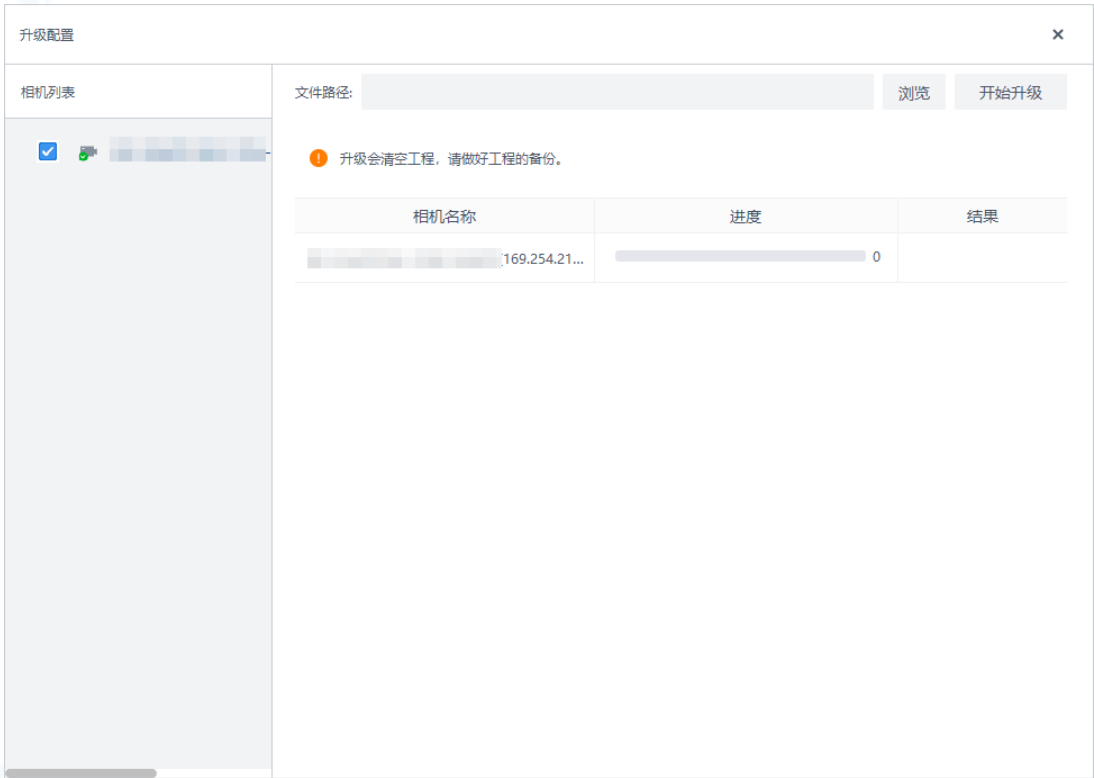 升级配置
相机列表
文件路径:
浏览
开始升级
升级会清空工程，请做好工程的备份。
相机名称
进度
结果
169.254.21...
0